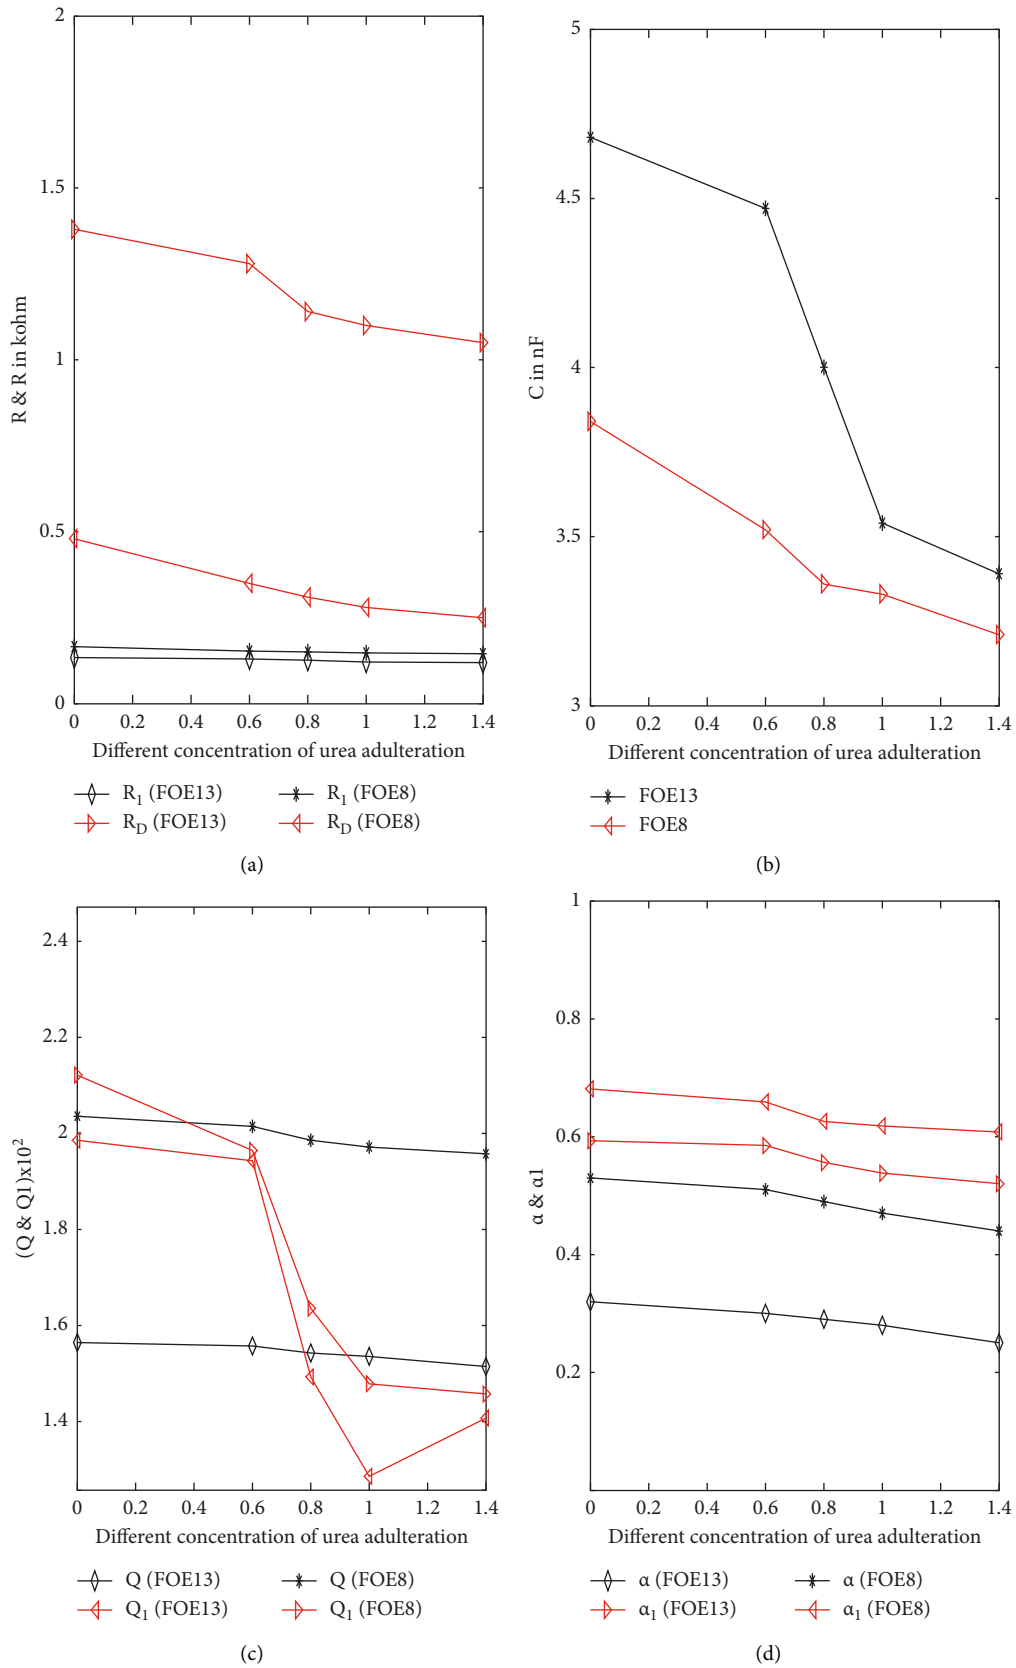 2
1.5
1
0.5
0
R & R in kohm
0 0.2 0.4 0.6 0.8 1 1.2 1.4
Different concentration of urea adulteration
R1 (FOE13) R1 (FOE8)
RD (FOE13) RD (FOE8)
(a)
5
4.5
4
3.5
3
C in nF
0 0.2 0.4 0.6 0.8 1 1.2 1.4
Different concentration of urea adulteration
FOE13
FOE8
(b)
2.4
2.2
2
1.8
1.6
1.4
(Q & Q1)x10²
0 0.2 0.4 0.6 0.8 1 1.4
Different concentration of urea adulteration
Q (FOE13) Q (FOE8)
Q1 (FOE13) Q1 (FOE8)
(c)
1
0.8
0.6
0.4
0.2
α & α1
0 0.2 0.4 0.6 0.8 1 1.2 1.4
Different concentration of urea adulteration
α (FOE13) α (FOE8)
α1 (FOE13) α1 (FOE8)
(d)